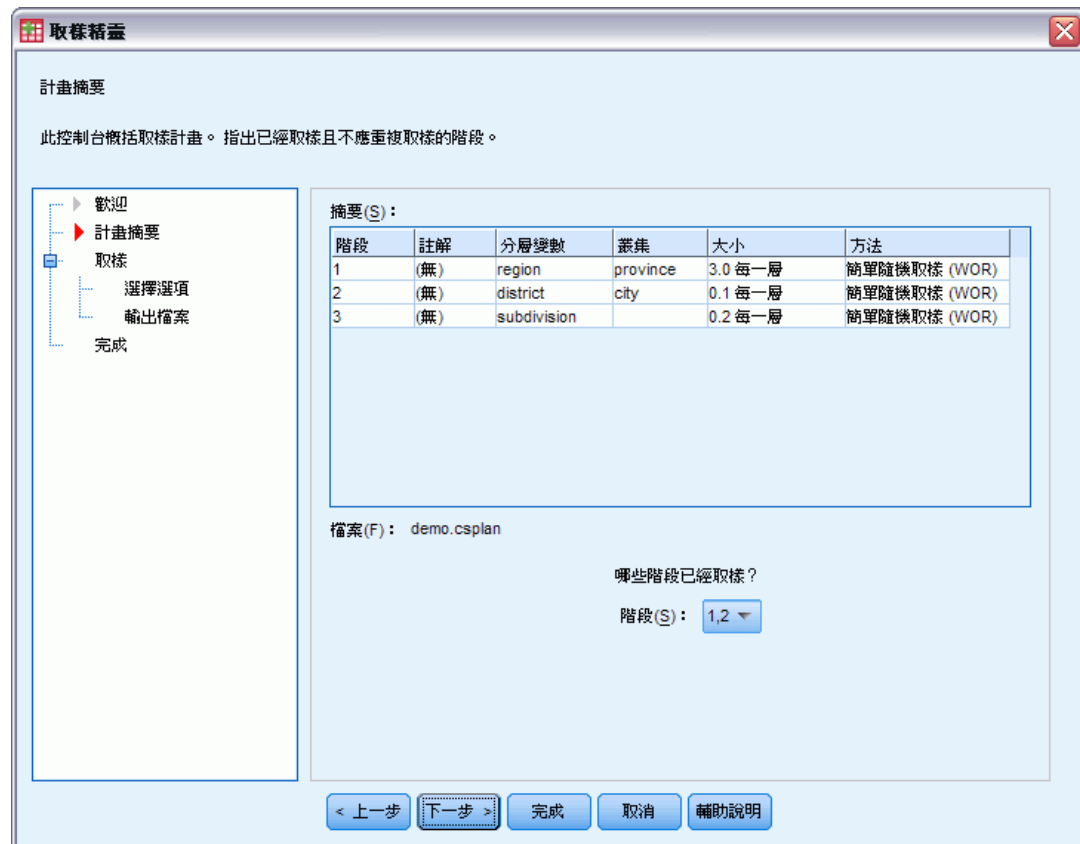 取樣精靈
計畫摘要
此控制台概括取樣計畫。 指出已經取樣且不應重複取樣的階段。
歡迎
計畫摘要
取樣
選擇選項
輸出檔案
完成
摘要(S)：
階段 註解 分層變數 叢集 大小 方法
1 (無) region province 3.0 每一層 簡單隨機取樣 (WOR)
2 (無) district city 0.1 每一層 簡單隨機取樣 (WOR)
3 (無) subdivision 0.2 每一層 簡單隨機取樣 (WOR)
檔案(F)： demo.csplan
哪些階段已經取樣？
階段(S)： 1,2
< 上一步 下一步 > 完成 取消 輔助說明